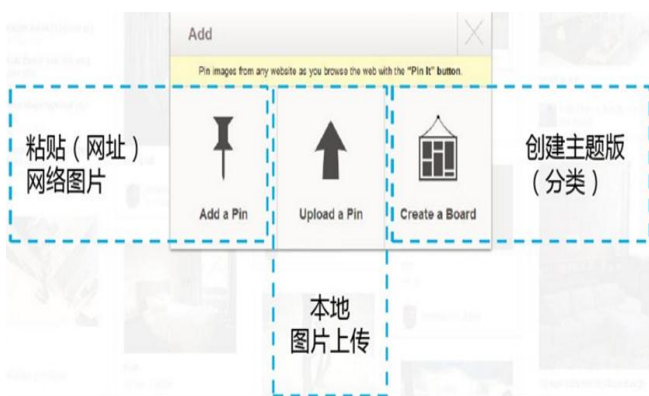 Add
Pin images from any website as you browse the web with the "Pin It" button.
粘贴（网址）
网络图片
创建主题版
（分类）
Add a Pin
Upload a Pin
Create a Board
本地
图片上传